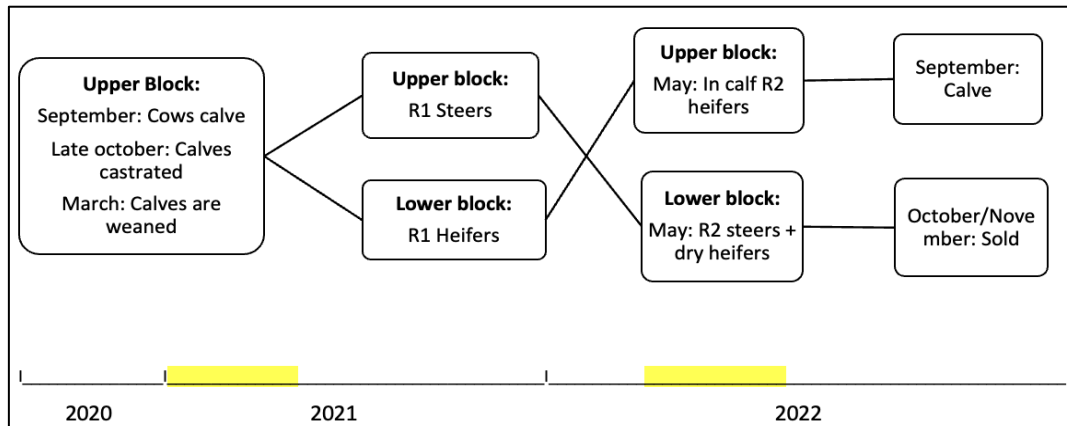 Upper Block:
September: Cows calve
Late october: Calves
castrated
March: Calves are
weaned
Upper block:
R1 Steers
Lower block:
R1 Heifers
Upper block:
May: In calf R2
heifers
Lower block:
May: R2 steers +
dry heifers
September:
Calve
October/Nove
mber: Sold
2020
2021
2022